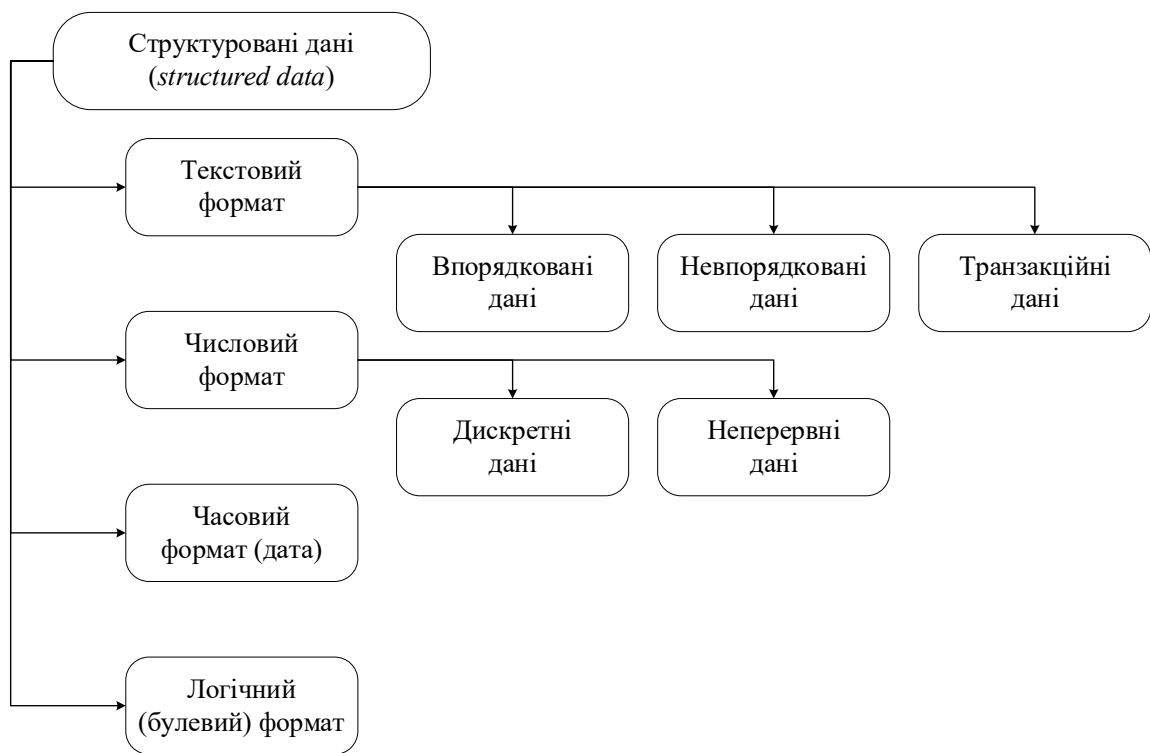 Структуровані дані
(structured data)
Текстовий
формат
Впорядковані
дані
Невпорядковані
дані
Транзакційні
дані
Числовий
формат
Дискретні
дані
Неперервні
дані
Часовий
формат (дата)
Логічний
(булевий) формат